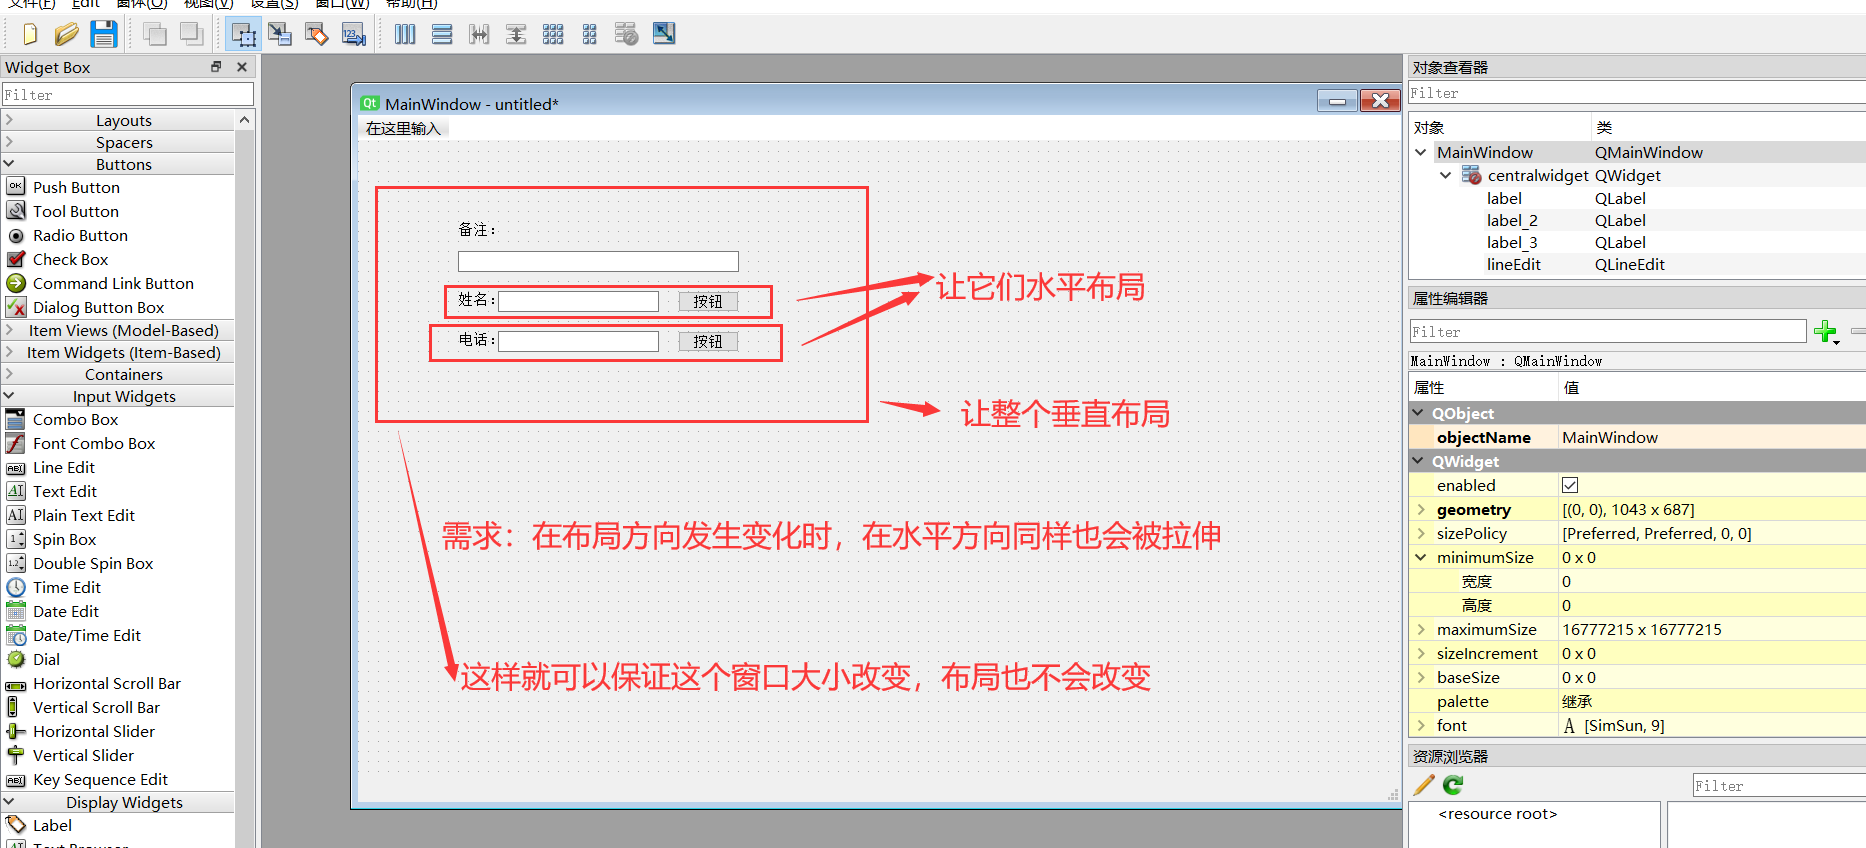 文件(F) Edit 窗体(O) 视图(V) 设置(S) 窗口(W) 帮助(H)
Widget Box
Filter
Layouts
Spacers
Buttons
Push Button
Tool Button
Radio Button
Check Box
Command Link Button
Dialog Button Box
Item Views (Model-Based)
Item Widgets (Item-Based)
Containers
Input Widgets
Combo Box
Font Combo Box
Line Edit
Text Edit
Plain Text Edit
Spin Box
Double Spin Box
Time Edit
Date Edit
Date/Time Edit
Dial
Horizontal Scroll Bar
Vertical Scroll Bar
Horizontal Slider
Vertical Slider
Key Sequence Edit
Display Widgets
Label
Text Browser
MainWindow - untitled*
在这里输入
备注：
姓名： 按钮
电话： 按钮
让它们水平布局
让整个垂直布局
需求：在布局方向发生变化时，在水平方向同样也会被拉伸
这样就可以保证这个窗口大小改变，布局也不会改变
对象查看器
Filter
对象 类
MainWindow QMainWindow
centralwidget QWidget
label QLabel
label_2 QLabel
label_3 QLabel
lineEdit QLineEdit
属性编辑器
Filter
MainWindow : QMainWindow
属性 值
QObject
objectName MainWindow
QWidget
enabled
geometry [(0, 0), 1043 x 687]
sizePolicy [Preferred, Preferred, 0, 0]
minimumSize 0 x 0
宽度 0
高度 0
maximumSize 16777215 x 16777215
sizeIncrement 0 x 0
baseSize 0 x 0
palette 继承
font A [SimSun, 9]
资源浏览器
Filter
<resource root>